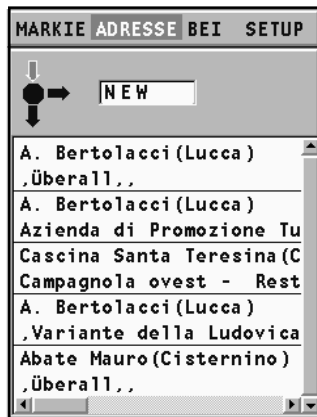 MARKIE ADRESSE BEI SETUP
NEW
A. Bertolacci(Lucca)
,Überall,,
A. Bertolacci(Lucca)
Azienda di Promozione Tu
Cascina Santa Teresina(C
Campagnola ovest - Rest
A. Bertolacci(Lucca)
,Variante della Ludovica
Abate Mauro(Cisternino)
,Überall,,